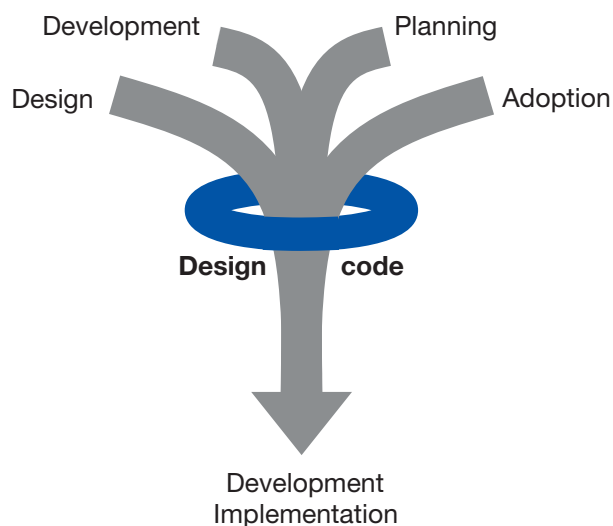 Development
Planning
Design
Adoption
Design code
Development
Implementation